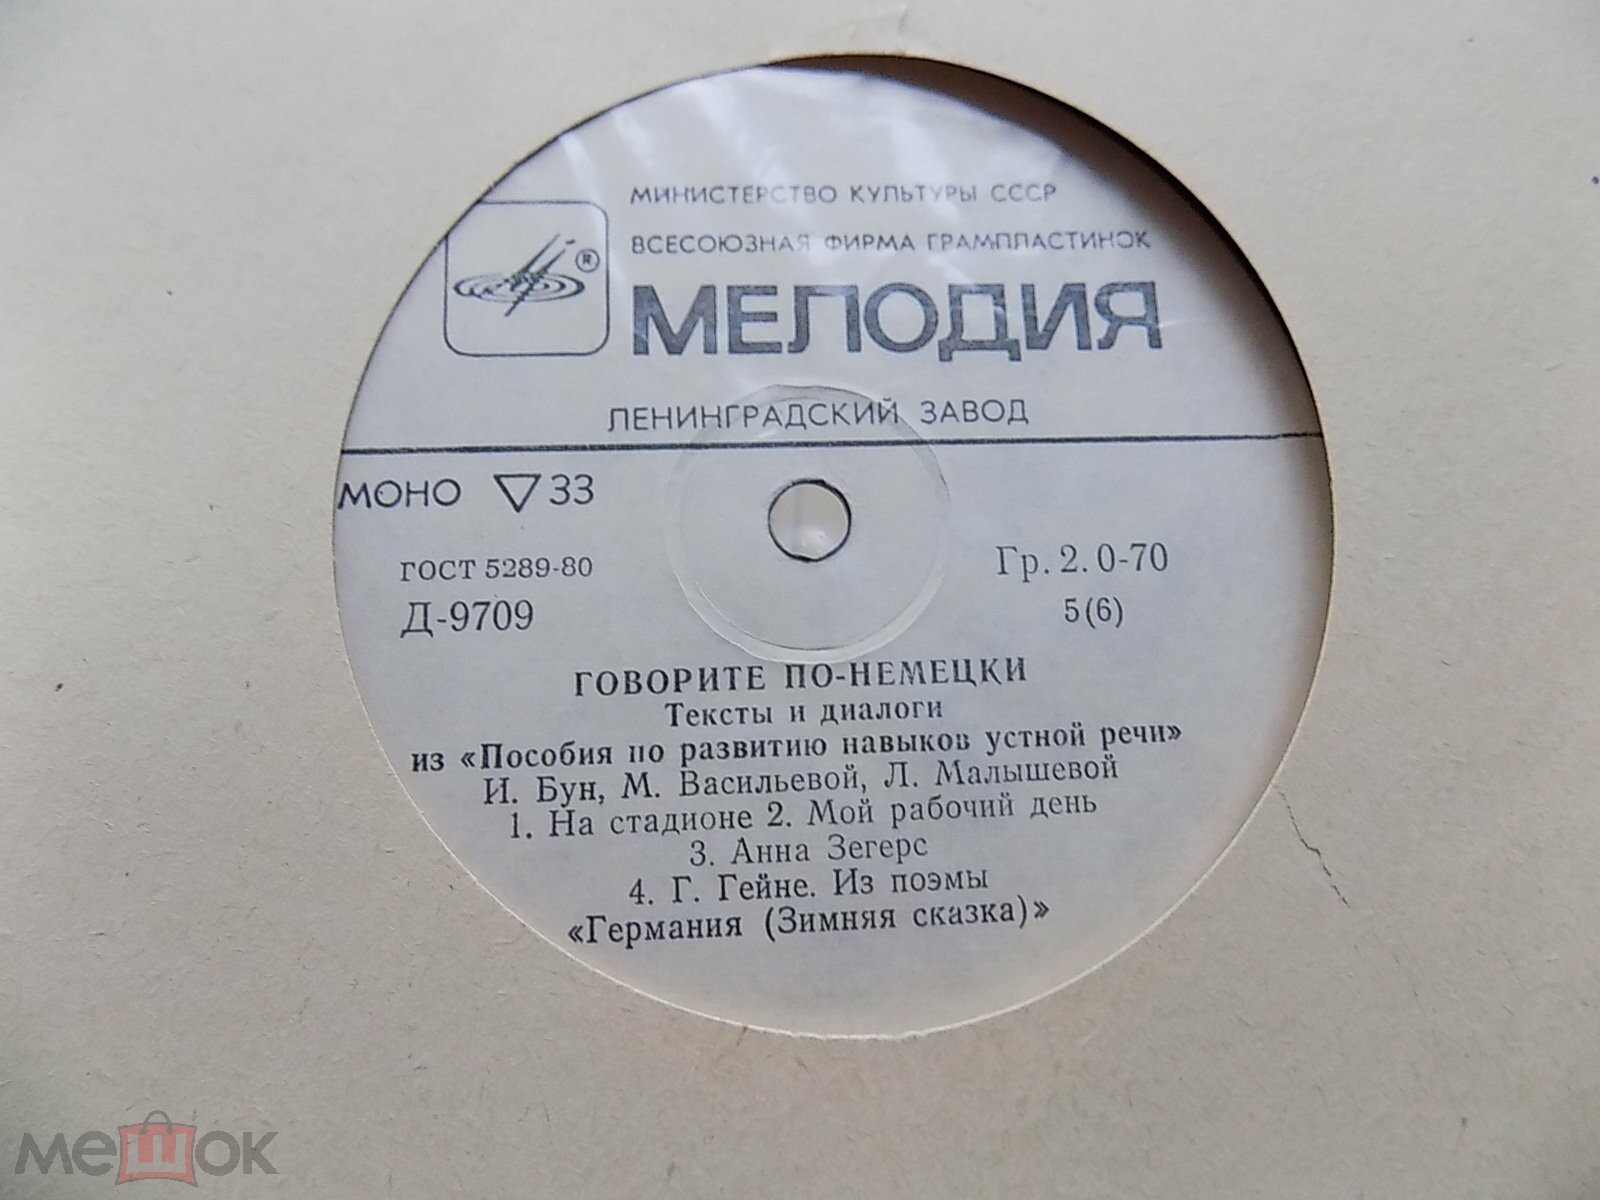 МИНИСТЕРСТВО КУЛЬТУРЫ СССР
ВСЕСОЮЗНАЯ ФИРМА ГРАМПЛАСТИНОК
®
МЕЛОДИЯ
ЛЕНИНГРАДСКИЙ ЗАВОД
МОНО ▽ 33
ГОСТ 5289-80
Гр. 2. 0-70
Д-9709
5(6)
ГОВОРИТЕ ПО-НЕМЕЦКИ
Тексты и диалоги
из «Пособия по развитию навыков устной речи»
И. Бун, М. Васильевой, Л. Малышевой
1. На стадионе 2. Мой рабочий день
3. Анна Зегерс
4. Г. Гейне. Из поэмы
«Германия (Зимняя сказка)»
мешок